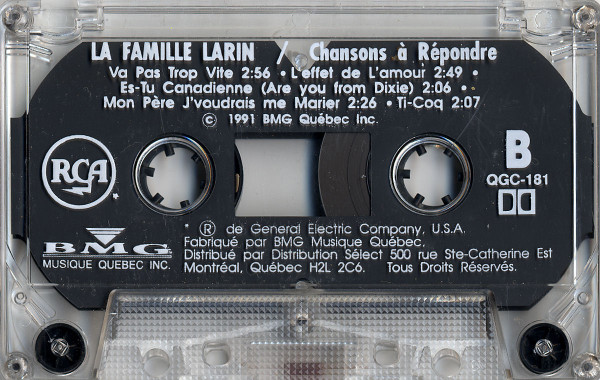 LA FAMILLE LARIN / Chansons à Répondre
Va Pas Trop Vite 2:56 • L'effet de L'amour 2:49 •
Es-Tu Canadienne (Are you from Dixie) 2:06 •
Mon Père J'voudrais me Marier 2:26 • Ti-Coq 2:07
© 1991 BMG Québec Inc.
RCA
B
QGC-181
® de General Electric Company, U.S.A.
Fabriqué par BMG Musique Québec,
Distribué par Distribution Sélect 500 rue Ste-Catherine Est
Montréal, Québec H2L 2C6. Tous Droits Réservés.
BMG
MUSIQUE QUEBEC INC.